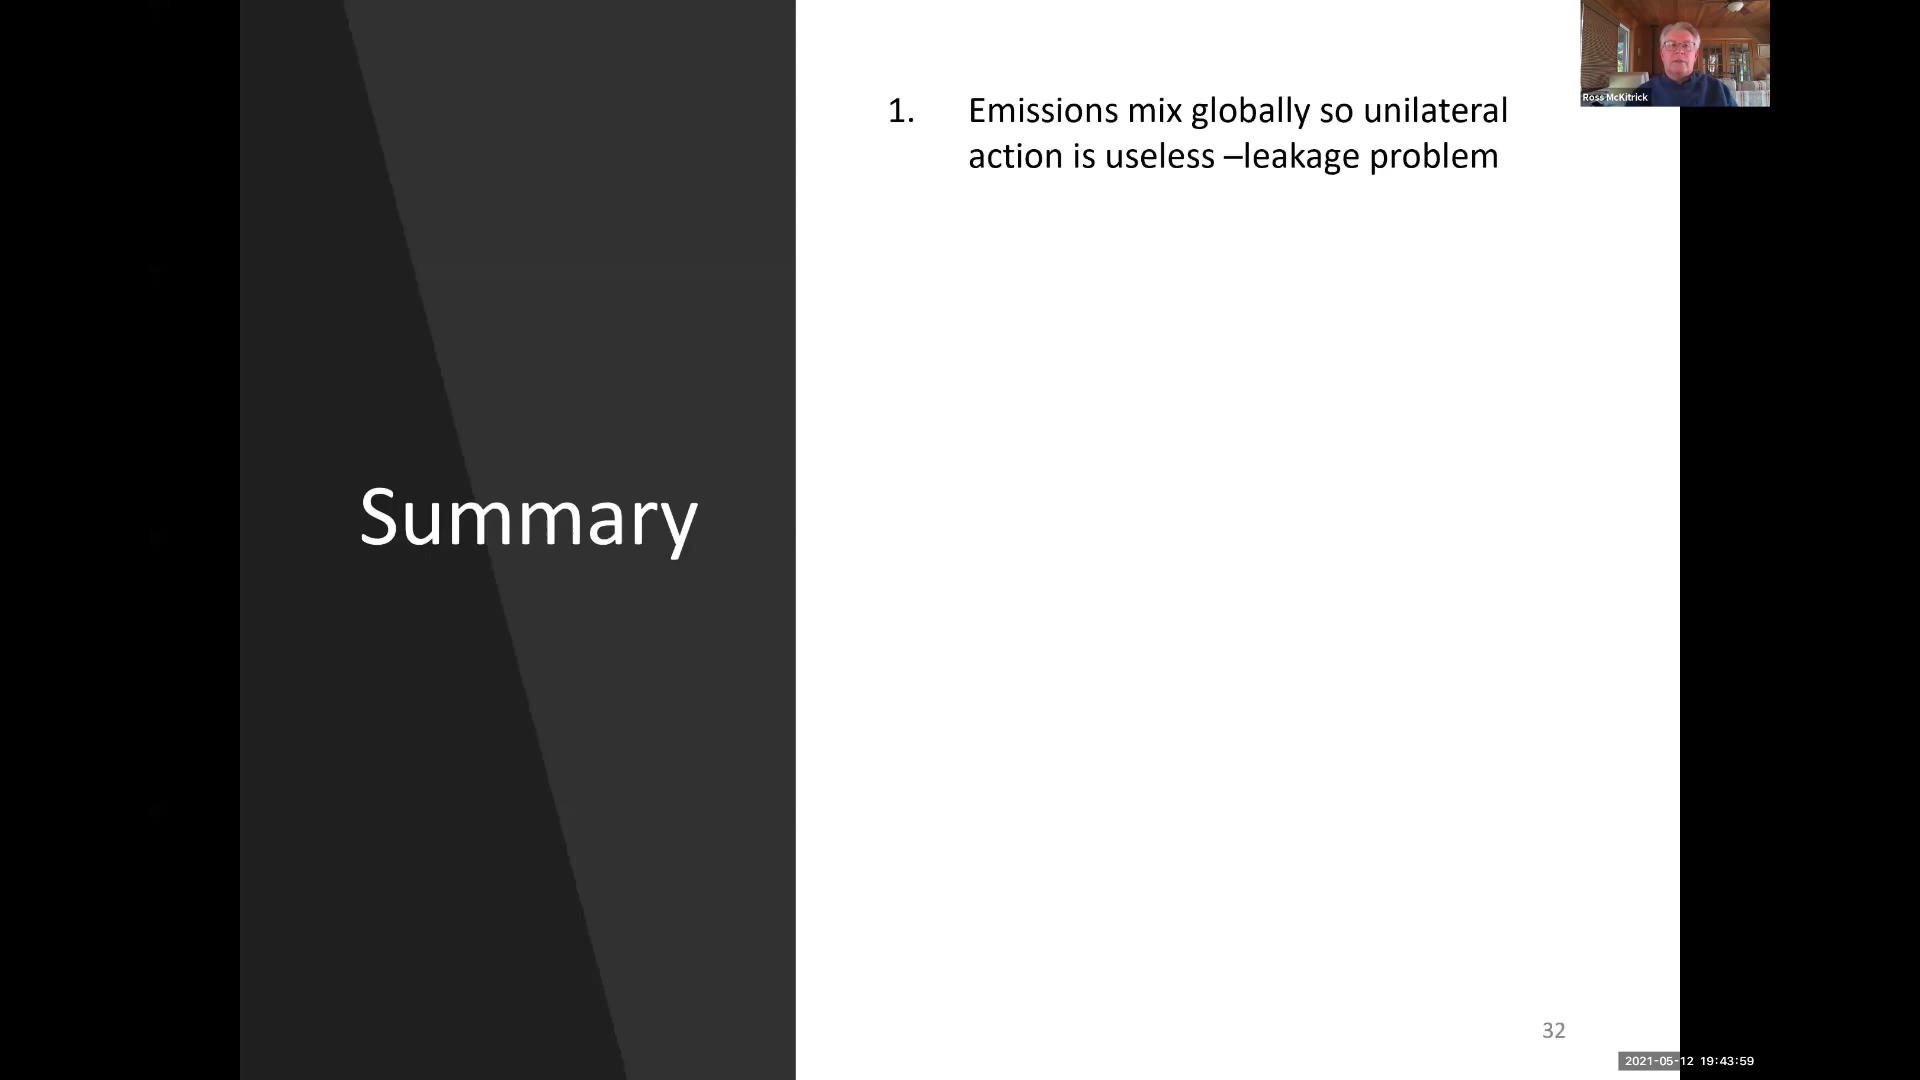 Ross McKitrick
1. Emissions mix globally so unilateral
action is useless –leakage problem
Summary
32
2021-05-12 19:43:59